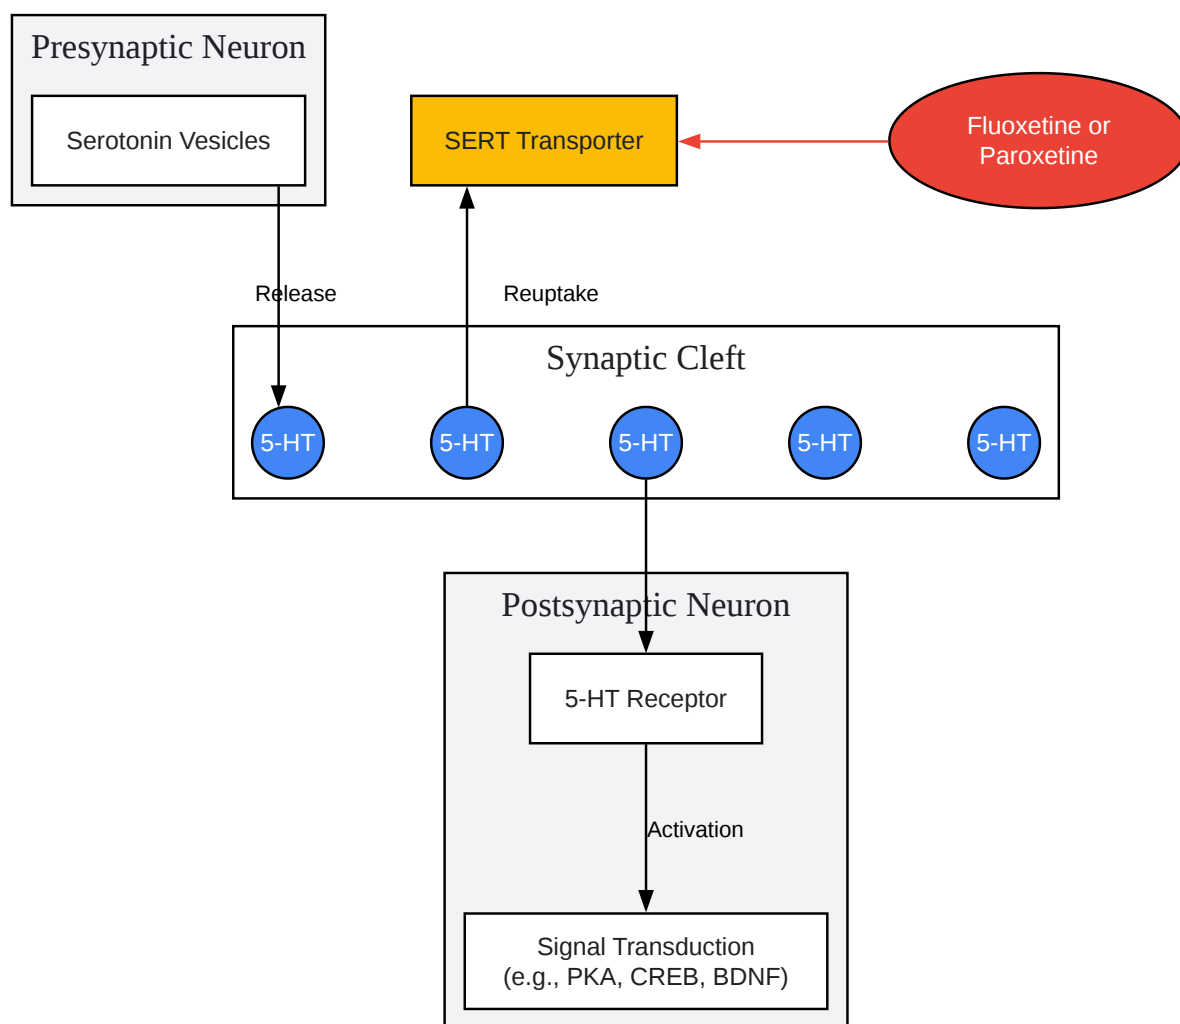 Presynaptic Neuron
Serotonin Vesicles
SERT Transporter
Fluoxetine or
Paroxetine
Release
Reuptake
Synaptic Cleft
5-HT
5-HT
5-HT
5-HT
5-HT
Postsynaptic Neuron
5-HT Receptor
Activation
Signal Transduction
(e.g., PKA, CREB, BDNF)